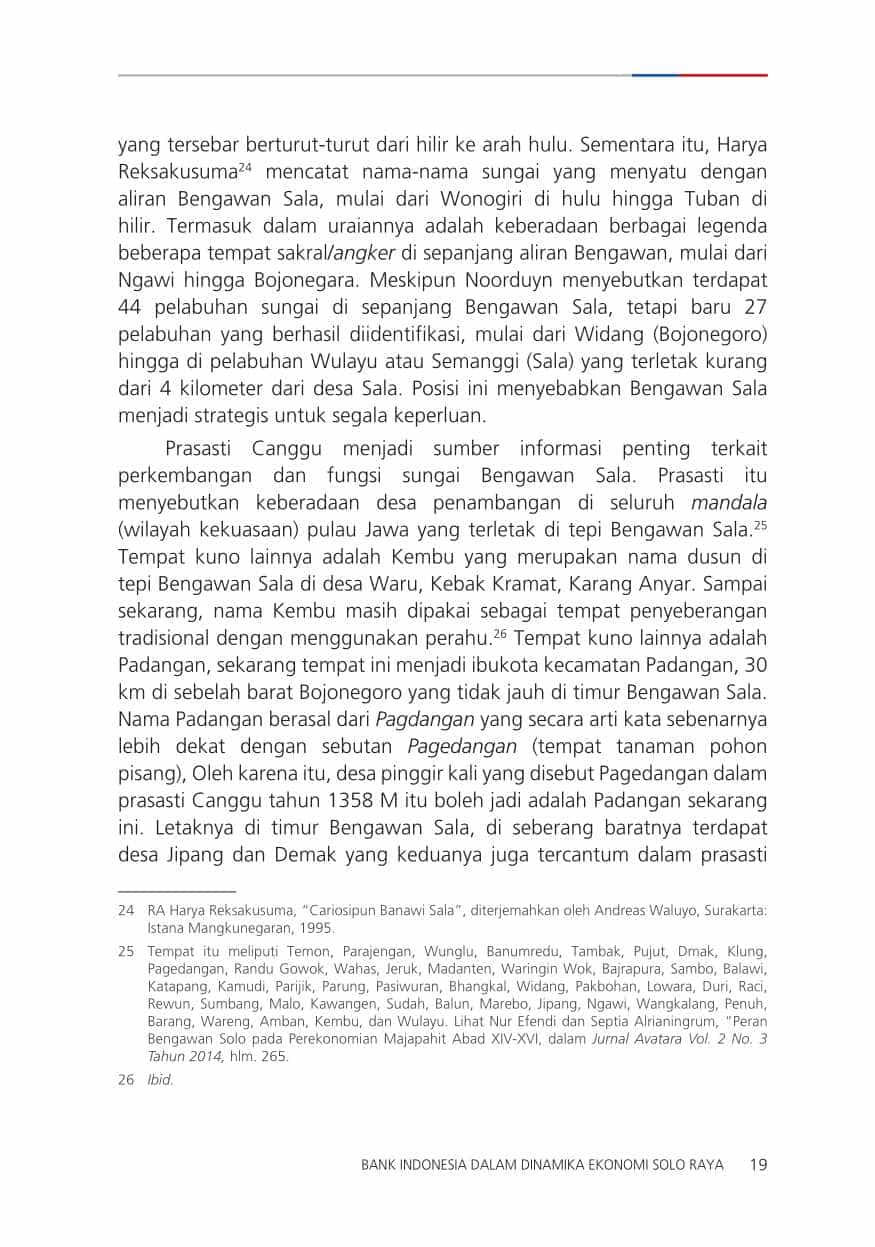 yang tersebar berturut-turut dari hilir ke arah hulu. Sementara itu, Harya
Reksakusuma24 mencatat nama-nama sungai yang menyatu dengan
aliran Bengawan Sala, mulai dari Wonogiri di hulu hingga Tuban di
hilir. Termasuk dalam uraiannya adalah keberadaan berbagai legenda
beberapa tempat sakral/angker di sepanjang aliran Bengawan, mulai dari
Ngawi hingga Bojonegara. Meskipun Noorduyn menyebutkan terdapat
44 pelabuhan sungai di sepanjang Bengawan Sala, tetapi baru 27
pelabuhan yang berhasil diidentifikasi, mulai dari Widang (Bojonegoro)
hingga di pelabuhan Wulayu atau Semanggi (Sala) yang terletak kurang
dari 4 kilometer dari desa Sala. Posisi ini menyebabkan Bengawan Sala
menjadi strategis untuk segala keperluan.
Prasasti Canggu menjadi sumber informasi penting terkait
perkembangan dan fungsi sungai Bengawan Sala. Prasasti itu
menyebutkan keberadaan desa penambangan di seluruh mandala
(wilayah kekuasaan) pulau Jawa yang terletak di tepi Bengawan Sala.25
Tempat kuno lainnya adalah Kembu yang merupakan nama dusun di
tepi Bengawan Sala di desa Waru, Kebak Kramat, Karang Anyar. Sampai
sekarang, nama Kembu masih dipakai sebagai tempat penyeberangan
tradisional dengan menggunakan perahu.26 Tempat kuno lainnya adalah
Padangan, sekarang tempat ini menjadi ibukota kecamatan Padangan, 30
km di sebelah barat Bojonegoro yang tidak jauh di timur Bengawan Sala.
Nama Padangan berasal dari Pagdangan yang secara arti kata sebenarnya
lebih dekat dengan sebutan Pagedangan (tempat tanaman pohon
pisang), Oleh karena itu, desa pinggir kali yang disebut Pagedangan dalam
prasasti Canggu tahun 1358 M itu boleh jadi adalah Padangan sekarang
ini. Letaknya di timur Bengawan Sala, di seberang baratnya terdapat
desa Jipang dan Demak yang keduanya juga tercantum dalam prasasti
24 RA Harya Reksakusuma, “Cariosipun Banawi Sala”, diterjemahkan oleh Andreas Waluyo, Surakarta:
Istana Mangkunegaran, 1995.
25 Tempat itu meliputi Temon, Parajengan, Wunglu, Banumredu, Tambak, Pujut, Dmak, Klung,
Pagedangan, Randu Gowok, Wahas, Jeruk, Madanten, Waringin Wok, Bajrapura, Sambo, Balawi,
Katapang, Kamudi, Parijik, Parung, Pasiwuran, Bhangkal, Widang, Pakbohan, Lowara, Duri, Raci,
Rewun, Sumbang, Malo, Kawangen, Sudah, Balun, Marebo, Jipang, Ngawi, Wangkalang, Penuh,
Barang, Wareng, Amban, Kembu, dan Wulayu. Lihat Nur Efendi dan Septia Alrianingrum, “Peran
Bengawan Solo pada Perekonomian Majapahit Abad XIV-XVI, dalam Jurnal Avatara Vol. 2 No. 3
Tahun 2014, hlm. 265.
26 Ibid.
BANK INDONESIA DALAM DINAMIKA EKONOMI SOLO RAYA 19